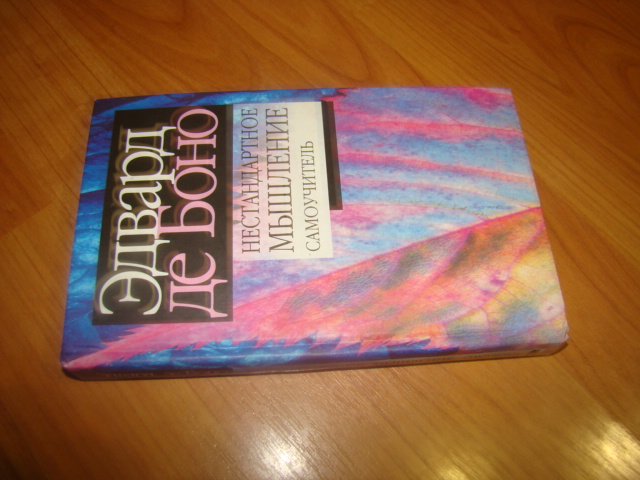 Эдвард
де Боно
НЕСТАНДАРТНОЕ
МЫШЛЕНИЕ
САМОУЧИТЕЛЬ